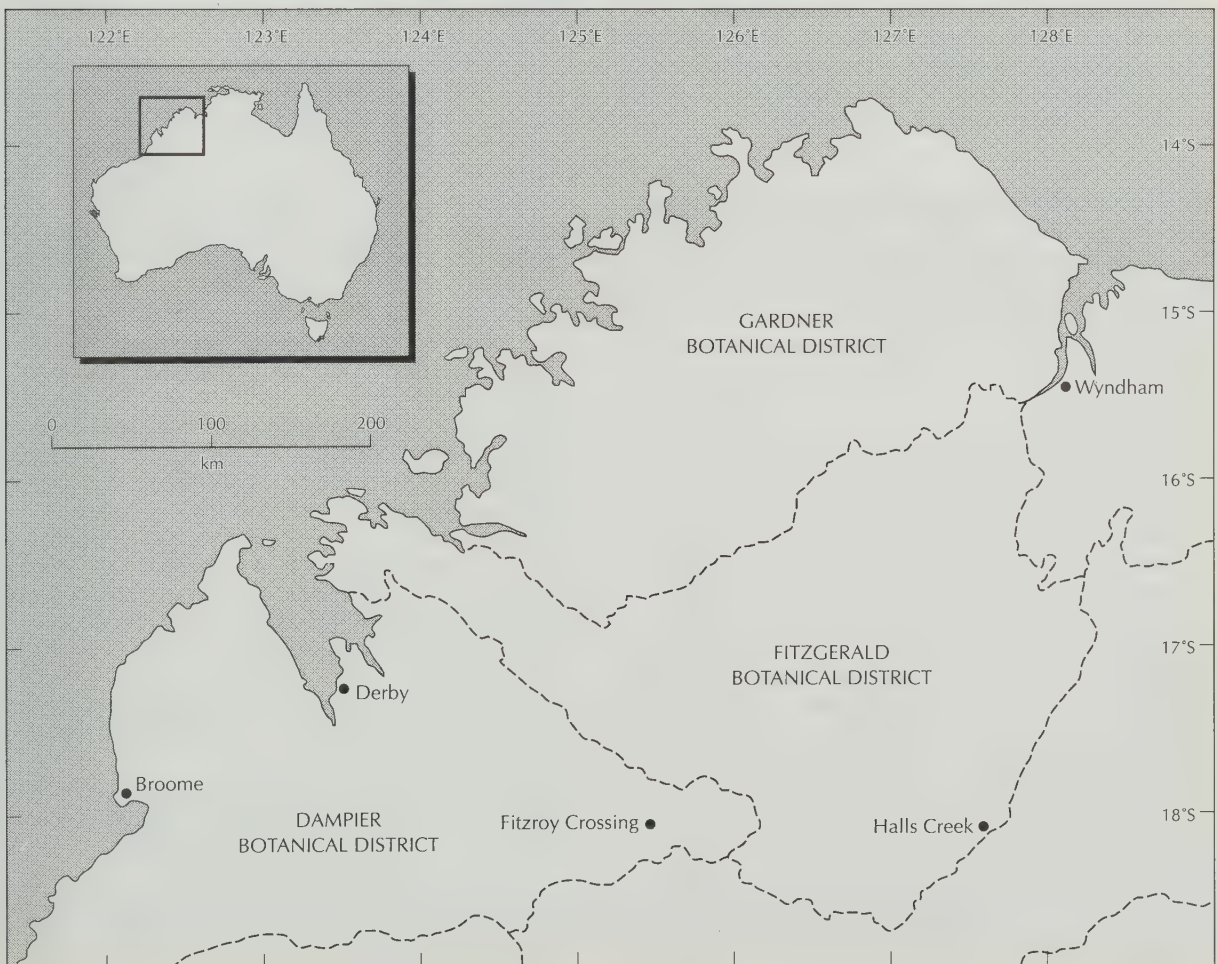 122°E 123°E 124°E 125°E 126°E 127°E 128°E
14°S
GARDNER
BOTANICAL DISTRICT
15°S
Wyndham
0 100 200
km
16°S
FITZGERALD
BOTANICAL DISTRICT
17°S
Derby
Broome
DAMPIER
BOTANICAL DISTRICT
Fitzroy Crossing
Halls Creek
18°S